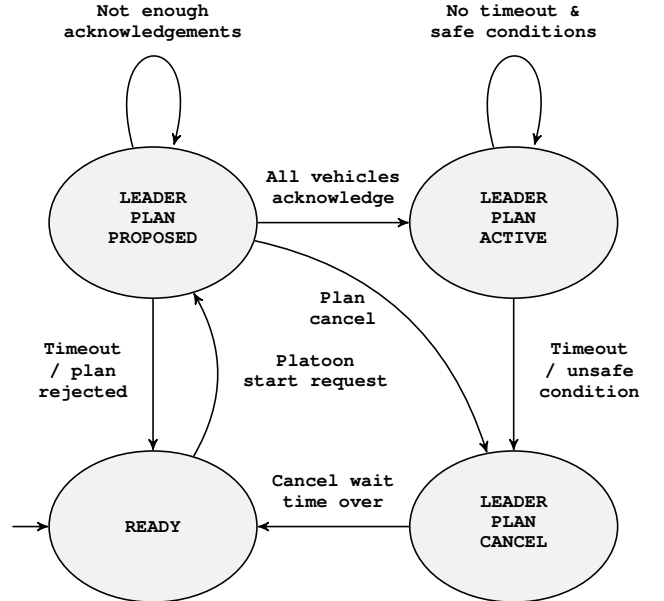 Not enough
acknowledgements
No timeout &
safe conditions
LEADER
PLAN
PROPOSED
All vehicles
acknowledge
LEADER
PLAN
ACTIVE
Plan
cancel
Timeout
/ plan
rejected
Platoon
start request
Timeout
/ unsafe
condition
READY
Cancel wait
time over
LEADER
PLAN
CANCEL